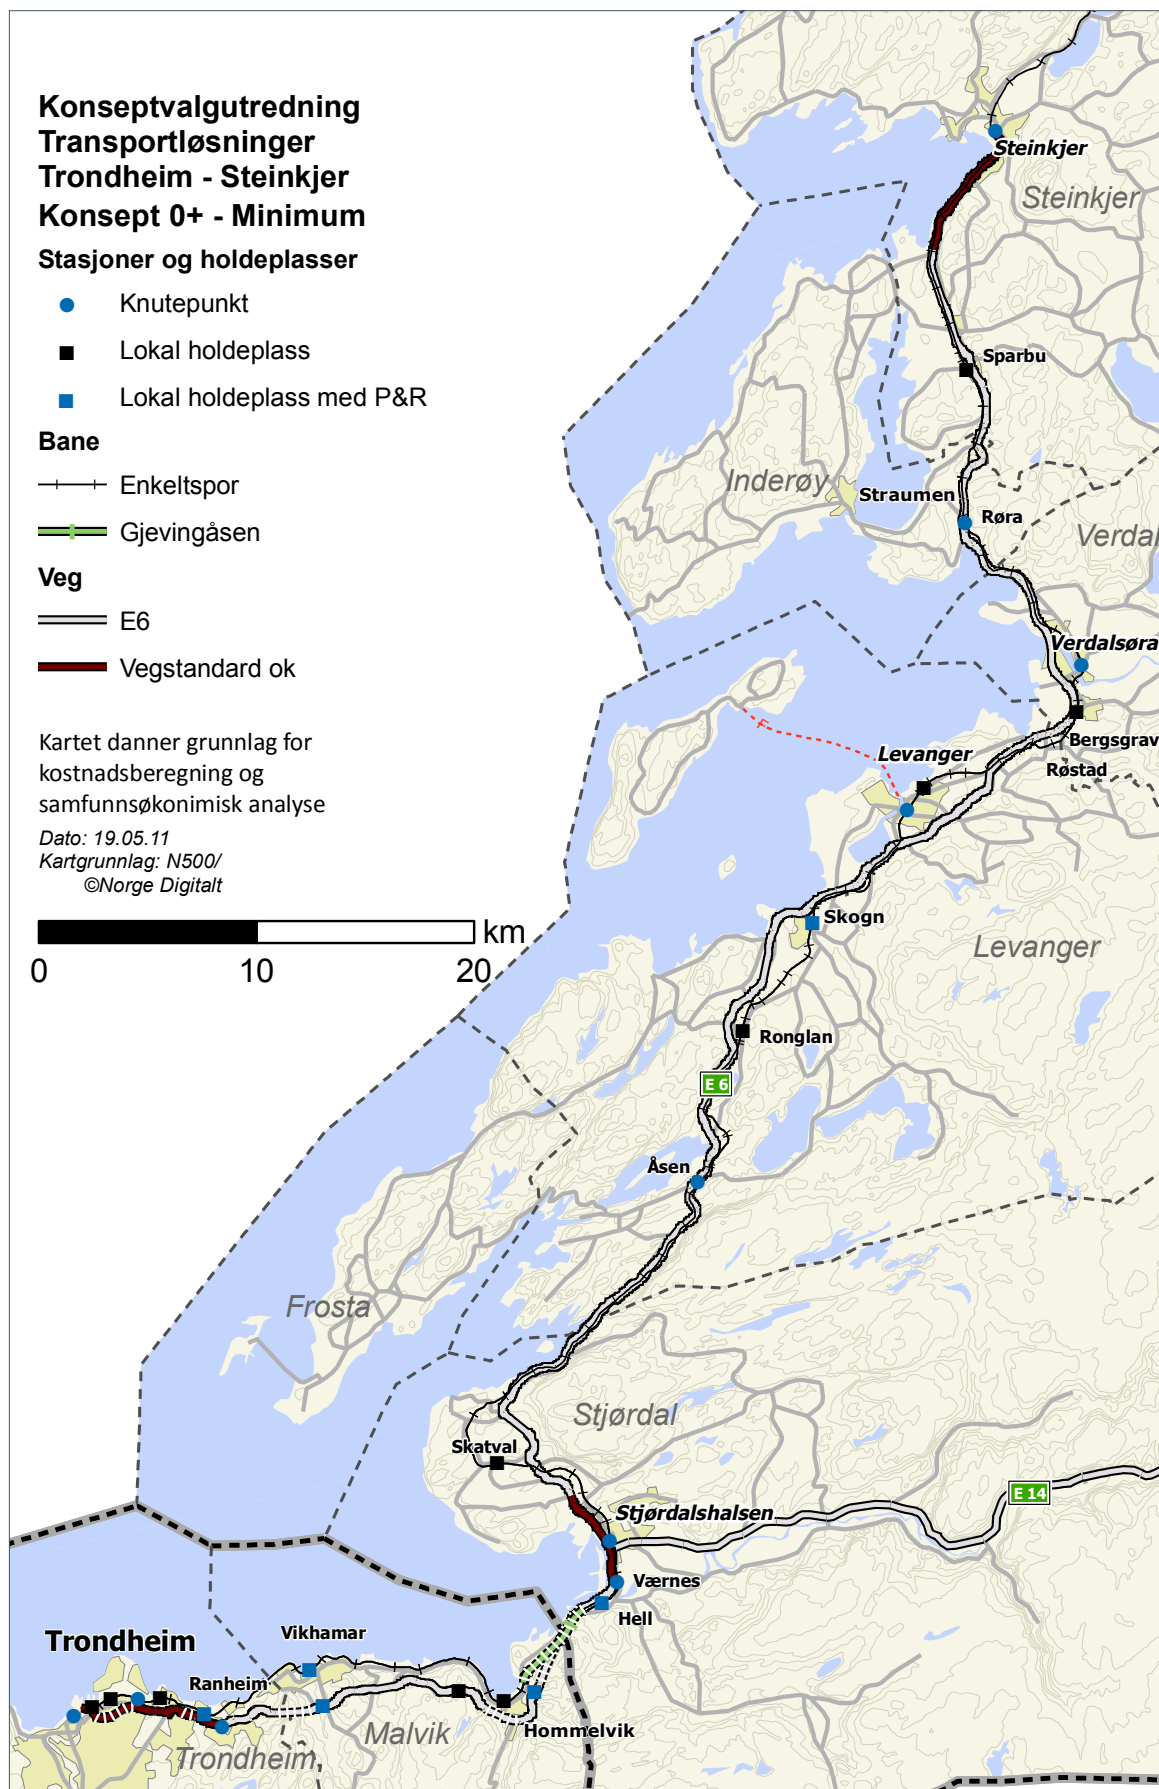 Konseptvalgutredning
Transportløsninger
Trondheim - Steinkjer
Konsept 0+ - Minimum
Stasjoner og holdeplasser
Knutepunkt
Lokal holdeplass
Lokal holdeplass med P&R
Bane
Enkeltspor
Gjevingåsen
Veg
E6
Vegstandard ok
Kartet danner grunnlag for
kostnadsberegning og
samfunnsøkonimisk analyse
Dato: 19.05.11
Kartgrunnlag: N500/
©Norge Digitalt
km
0 10 20
Steinkjer
Steinkjer
Sparbu
Inderøy
Straumen
Røra
Verdal
Verdalsøra
Bergsgrav
Røstad
Levanger
Skogn
Levanger
Ronglan
E 6
Åsen
Frosta
Stjørdal
Skatval
E 14
Stjørdalshalsen
Værnes
Hell
Trondheim
Vikhamar
Ranheim
Hommelvik
Malvik
Trondheim